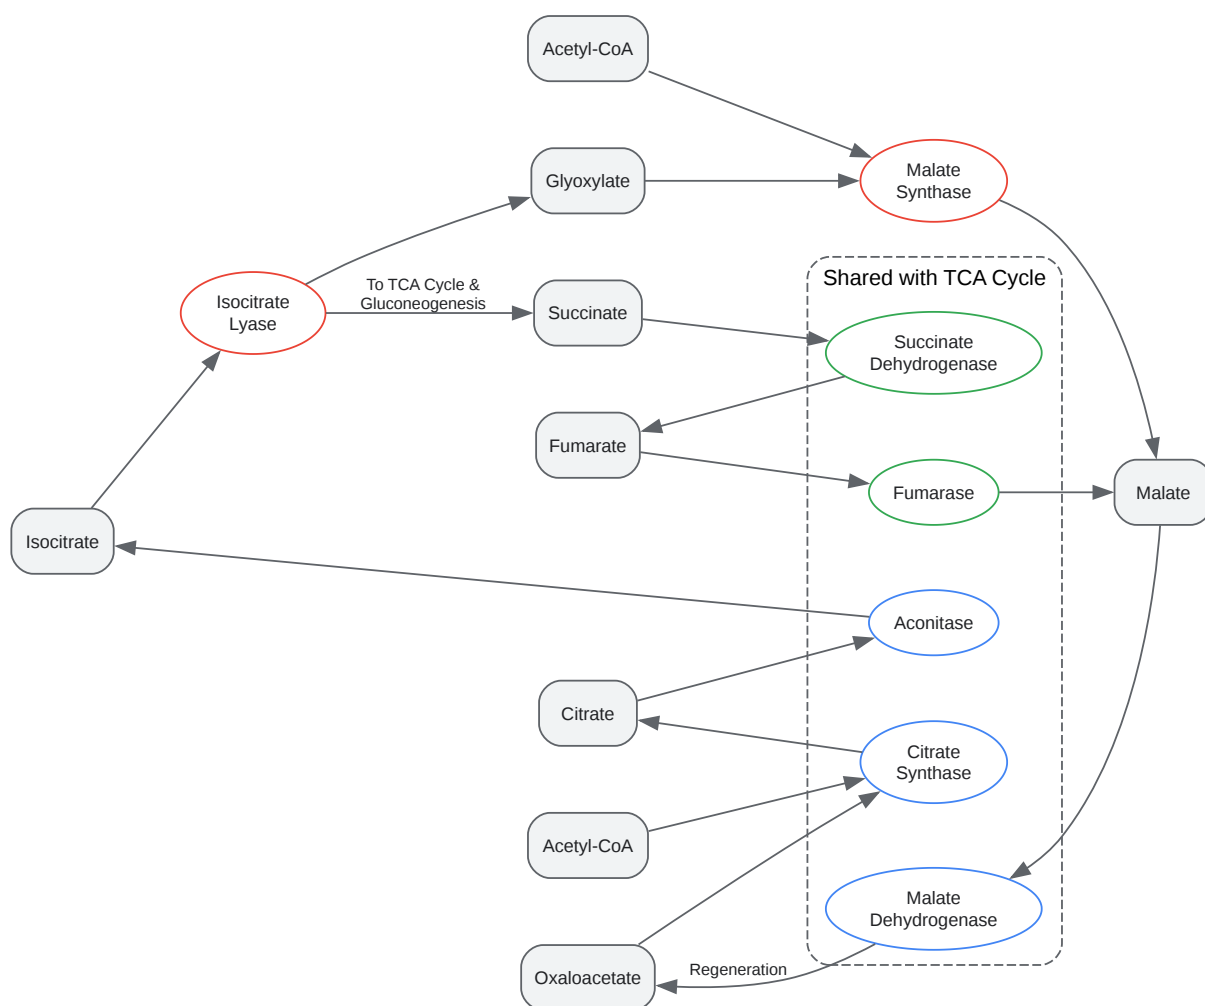 Acetyl-CoA
Glyoxylate
Malate
Synthase
Shared with TCA Cycle
Isocitrate
Lyase
To TCA Cycle &
Gluconeogenesis
Succinate
Succinate
Dehydrogenase
Fumarate
Fumarase
Malate
Isocitrate
Aconitase
Citrate
Citrate
Synthase
Acetyl-CoA
Malate
Dehydrogenase
Oxaloacetate
Regeneration